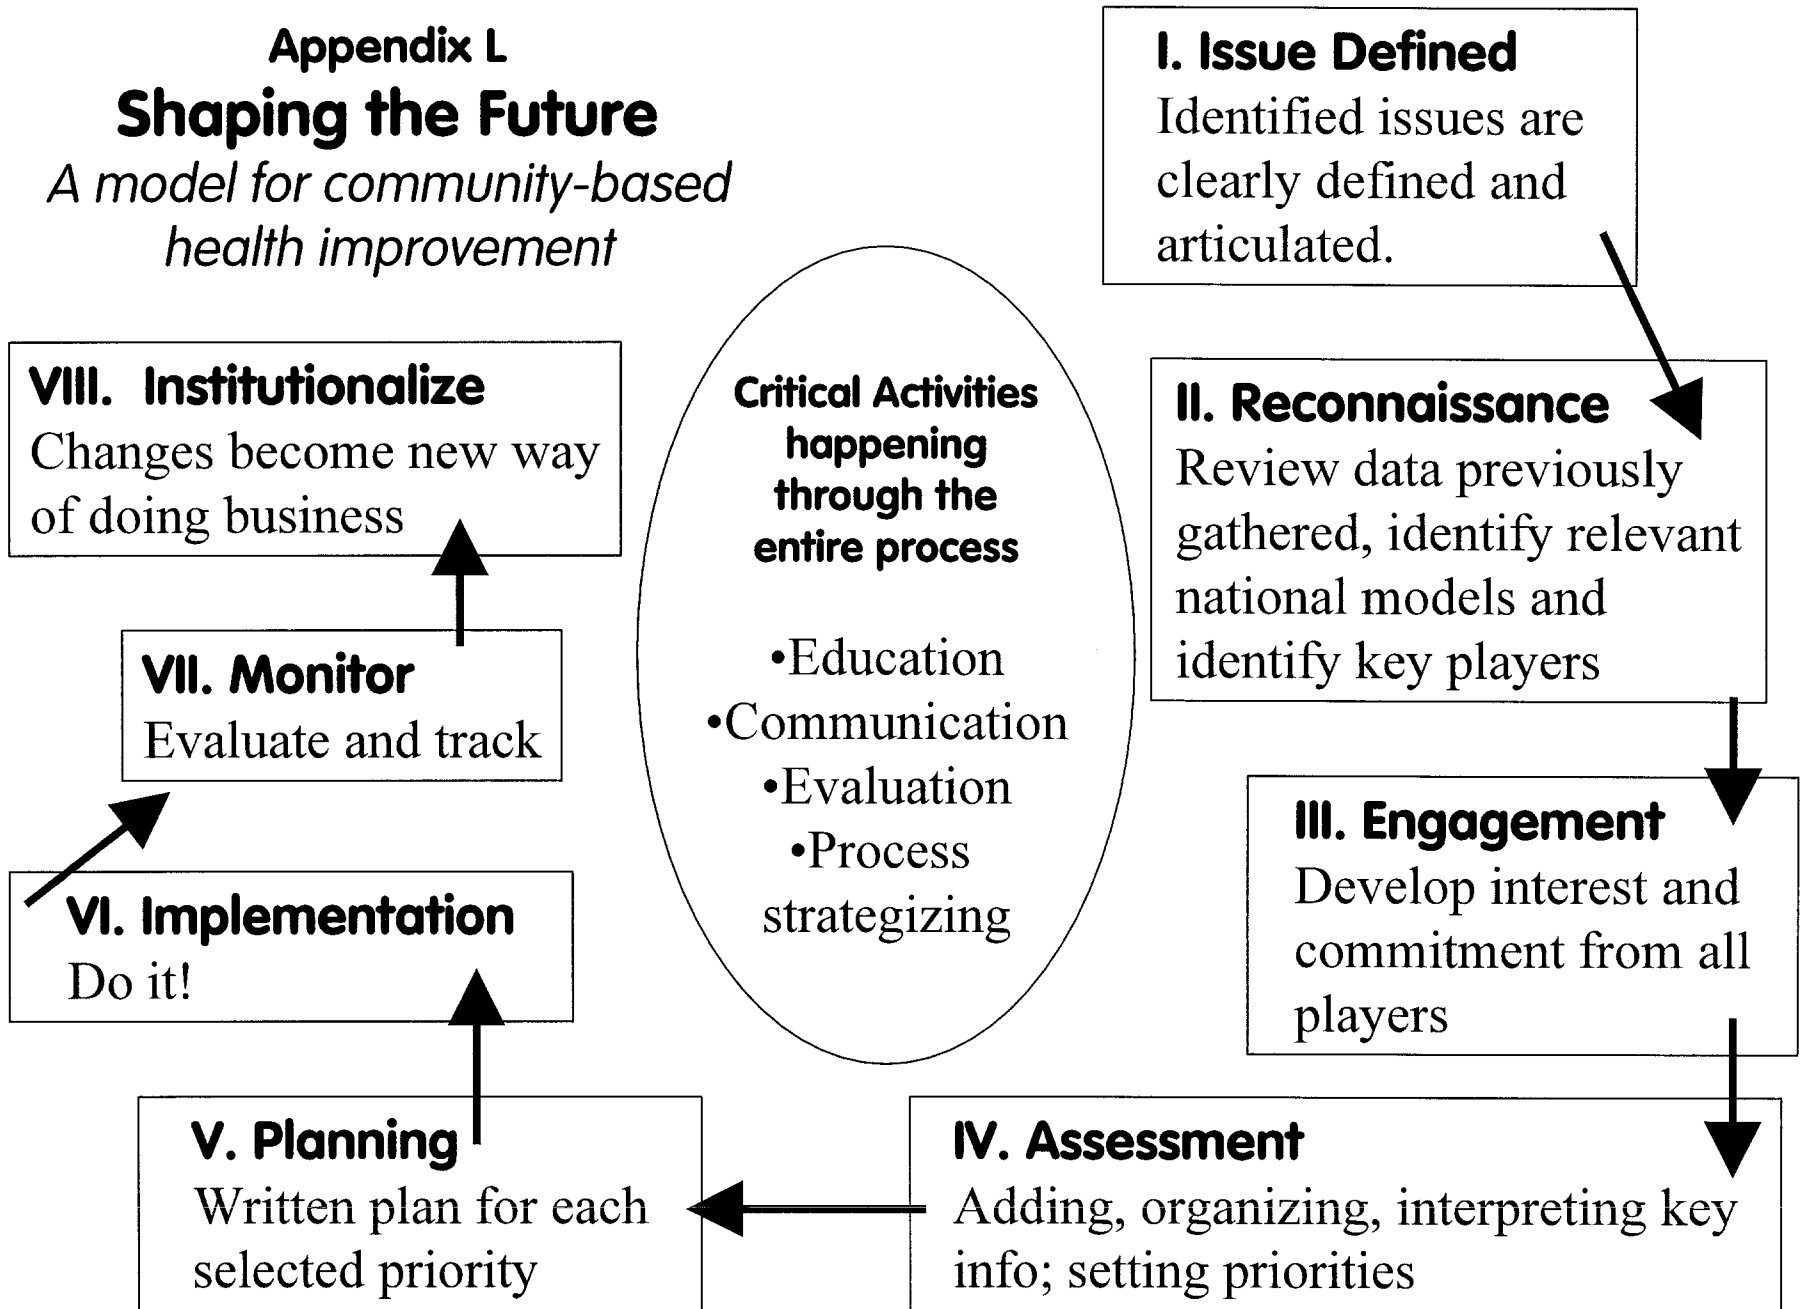 Appendix L
Shaping the Future
A model for community-based
health improvement
I. Issue Defined
Identified issues are
clearly defined and
articulated.
II. Reconnaissance
Review data previously
gathered, identify relevant
national models and
identify key players
III. Engagement
Develop interest and
commitment from all
players
IV. Assessment
Adding, organizing, interpreting key
info; setting priorities
V. Planning
Written plan for each
selected priority
VI. Implementation
Do it!
VII. Monitor
Evaluate and track
VIII. Institutionalize
Changes become new way
of doing business
Critical Activities
happening
through the
entire process
•Education
•Communication
•Evaluation
•Process
strategizing